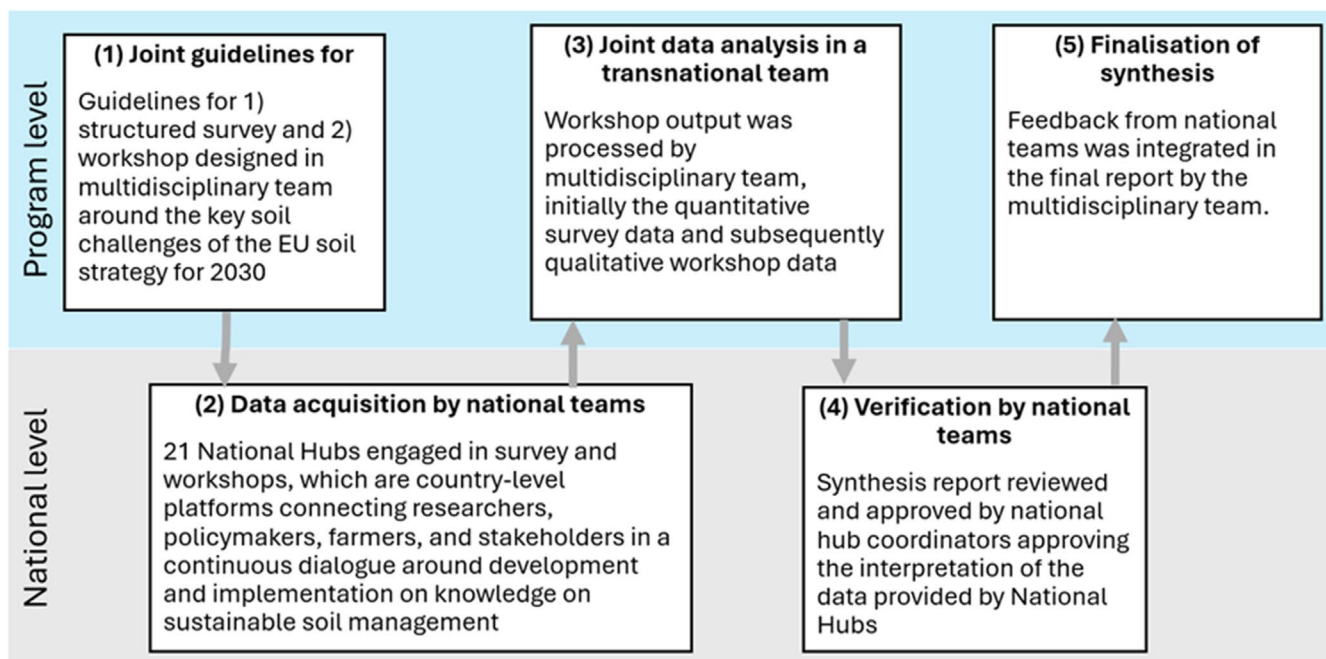 Program level
(1) Joint guidelines for
Guidelines for 1)
structured survey and 2)
workshop designed in
multidisciplinary team
around the key soil
challenges of the EU soil
strategy for 2030
(3) Joint data analysis in a
transnational team
Workshop output was
processed by
multidisciplinary team,
initially the quantitative
survey data and subsequently
qualitative workshop data
(5) Finalisation of
synthesis
Feedback from national
teams was integrated in
the final report by the
multidisciplinary team.
National level
(2) Data acquisition by national teams
21 National Hubs engaged in survey and
workshops, which are country-level
platforms connecting researchers,
policymakers, farmers, and stakeholders in a
continuous dialogue around development
and implementation on knowledge on
sustainable soil management
(4) Verification by national
teams
Synthesis report reviewed
and approved by national
hub coordinators approving
the interpretation of the
data provided by National
Hubs